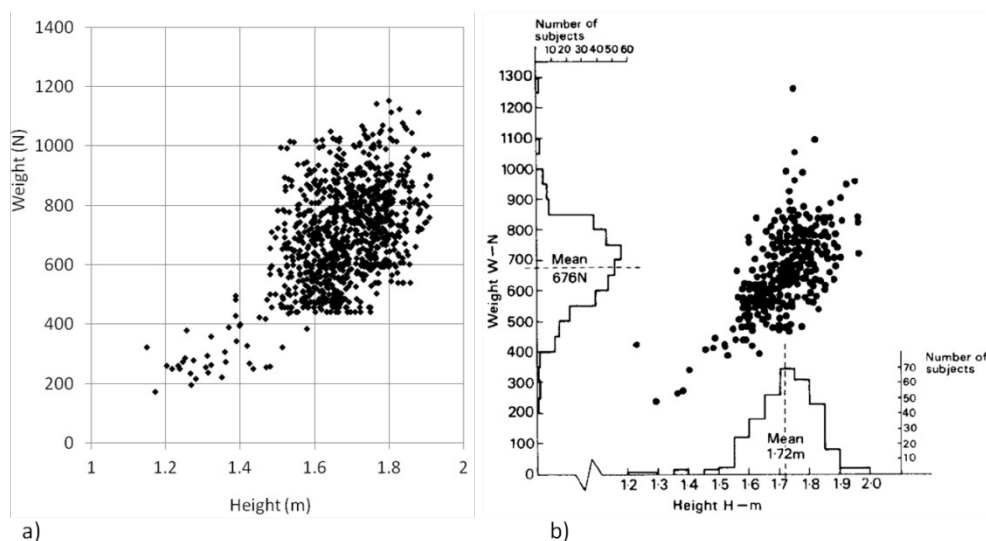 1400
1200
1000
800
600
400
200
0
Weight (N)
1
1.2
1.4
1.6
1.8
2
Height (m)
a)
Number of
subjects
10 20 30 40 50 60
1300
1200
1100
1000
900
800
700
600
500
400
300
200
100
0
Weight W–N
Mean
676N
Number of
subjects
70
60
50
40
30
20
10
Mean
1·72m
1·2 1·3 1·4 1·5 1·6 1·7 1·8 1·9 2·0
Height H–m
b)